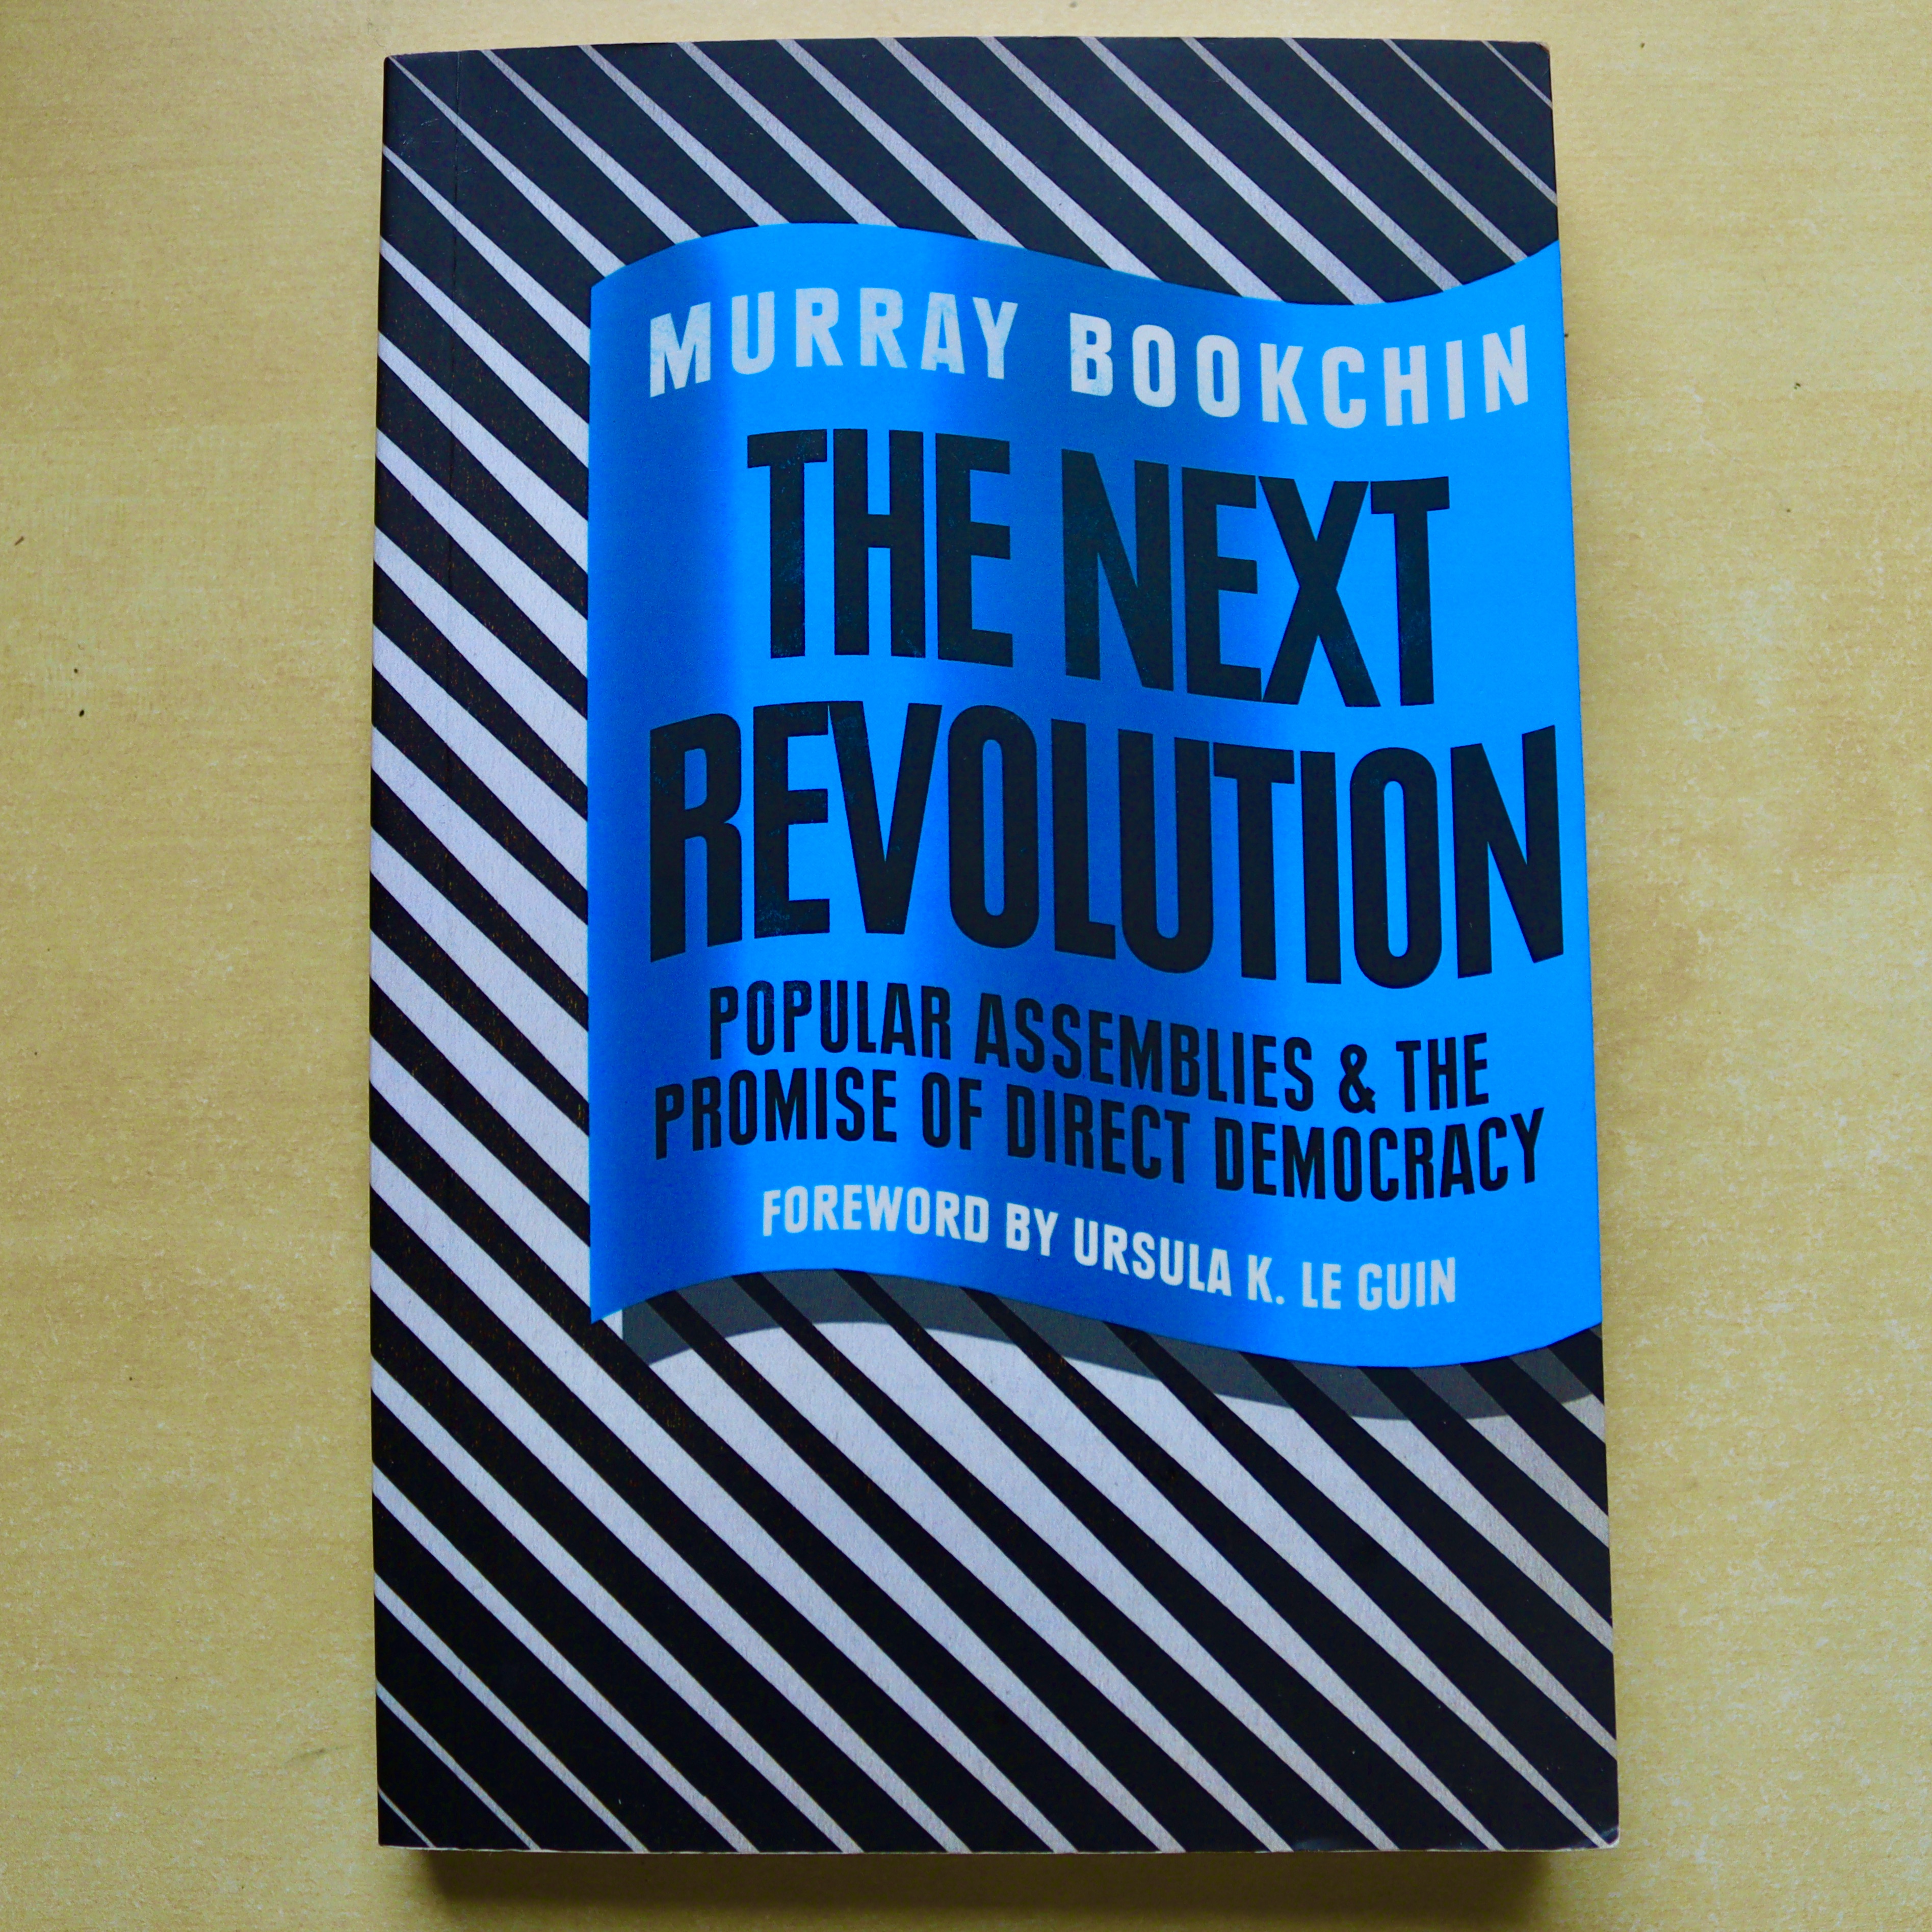 MURRAY BOOKCHIN
THE NEXT
REVOLUTION
POPULAR ASSEMBLIES & THE
PROMISE OF DIRECT DEMOCRACY
FOREWORD BY URSULA K. LE GUIN